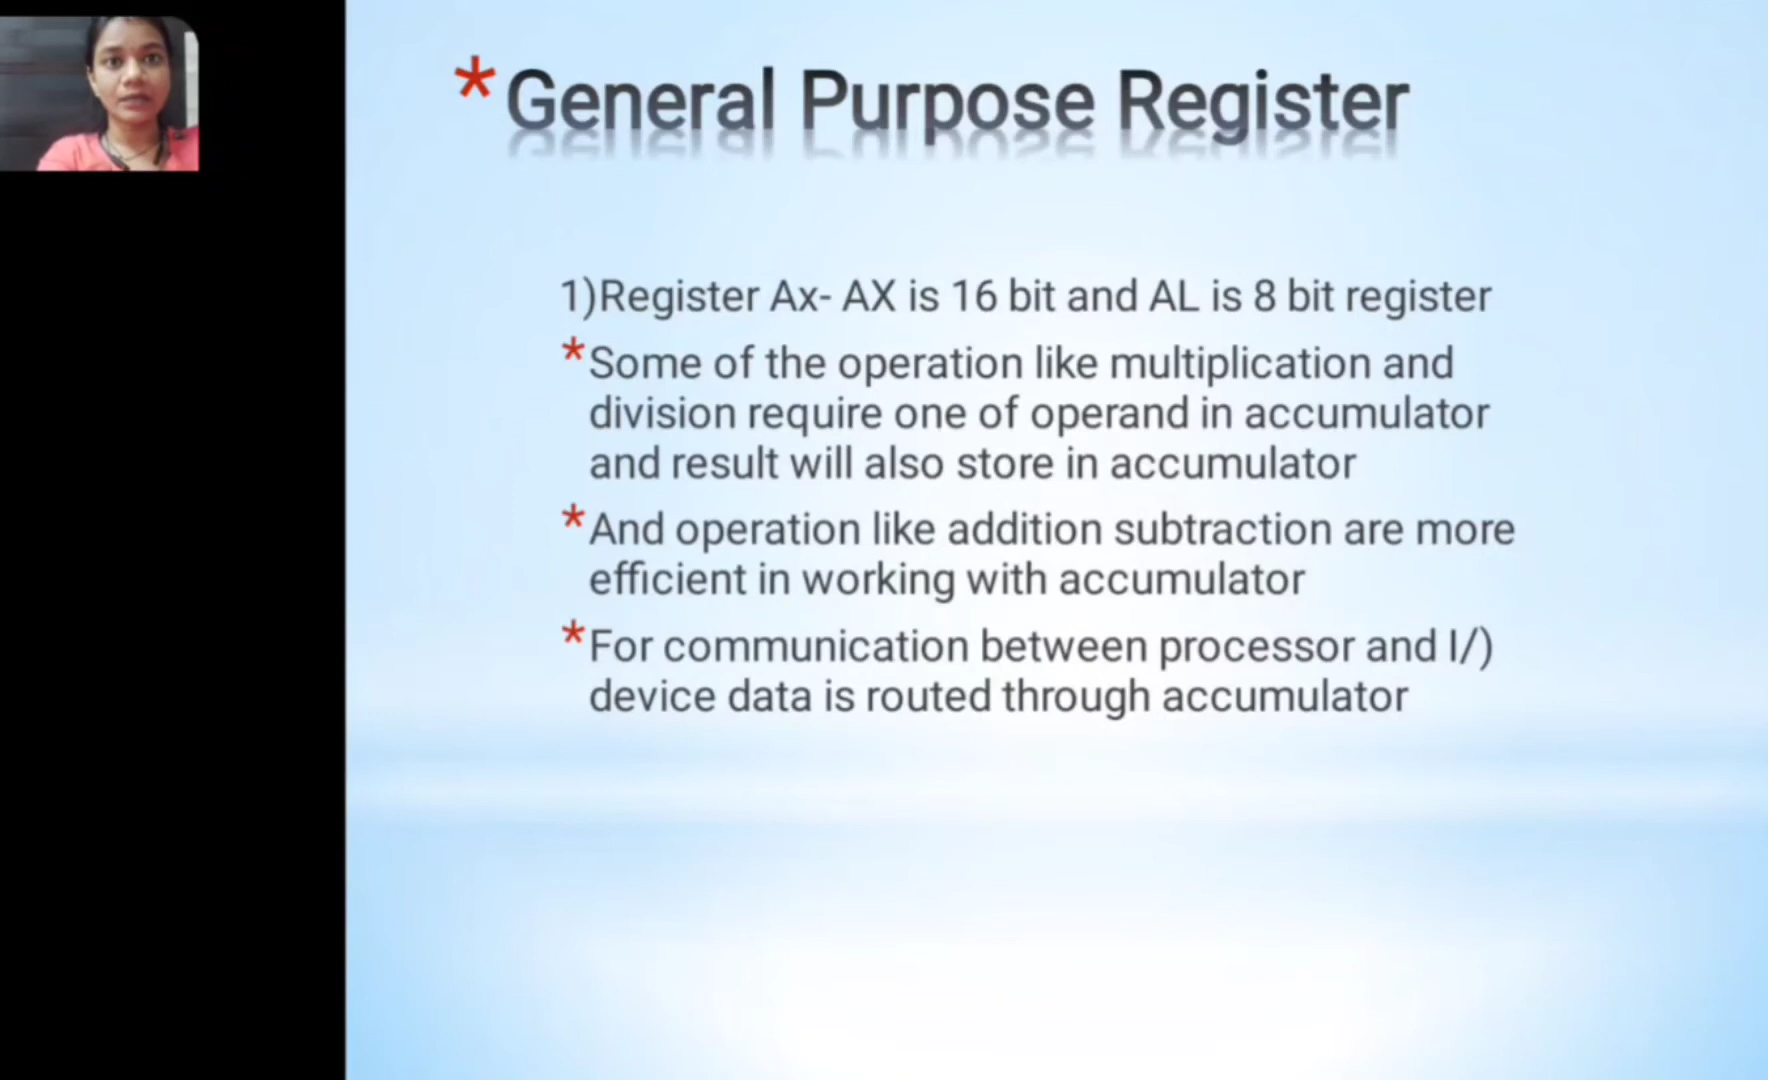 *General Purpose Register
1)Register Ax- AX is 16 bit and AL is 8 bit register
*Some of the operation like multiplication and
division require one of operand in accumulator
and result will also store in accumulator
*And operation like addition subtraction are more
efficient in working with accumulator
*For communication between processor and I/)
device data is routed through accumulator